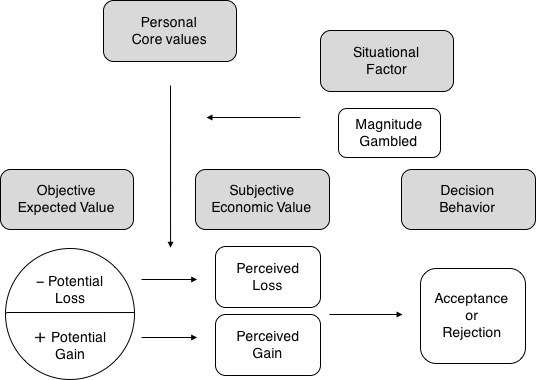 Personal
Core values
Situational
Factor
Magnitude
Gambled
Objective
Expected Value
Subjective
Economic Value
Decision
Behavior
− Potential
Loss
+ Potential
Gain
Perceived
Loss
Perceived
Gain
Acceptance
or
Rejection